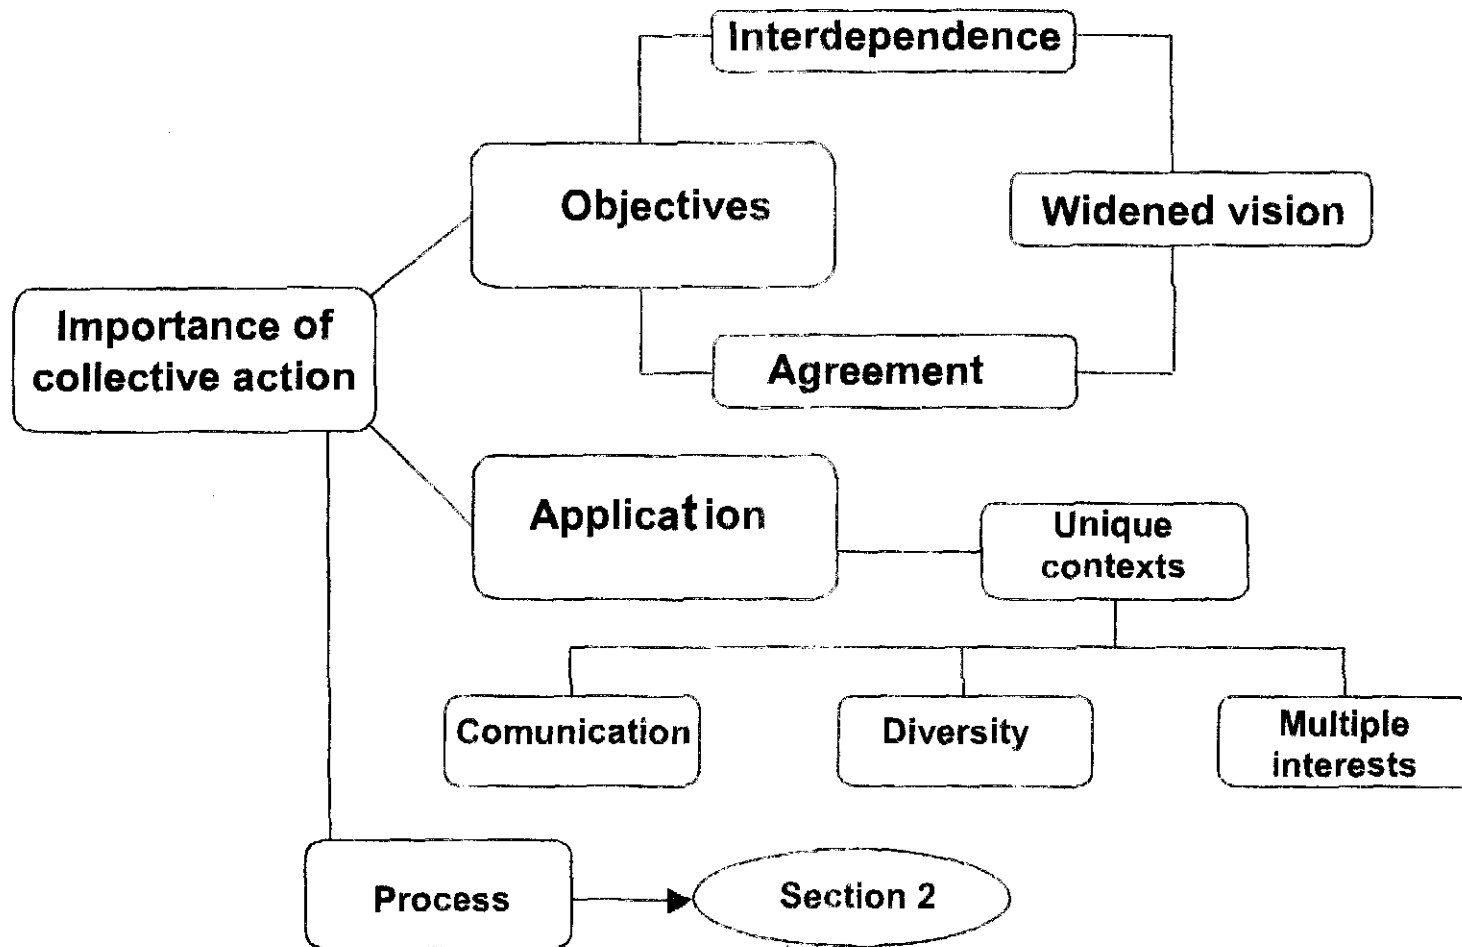 Interdependence
Objectives
Widened vision
Importance of
collective action
Agreement
Application
Unique
contexts
Comunication
Diversity
Multiple
interests
Process
Section 2